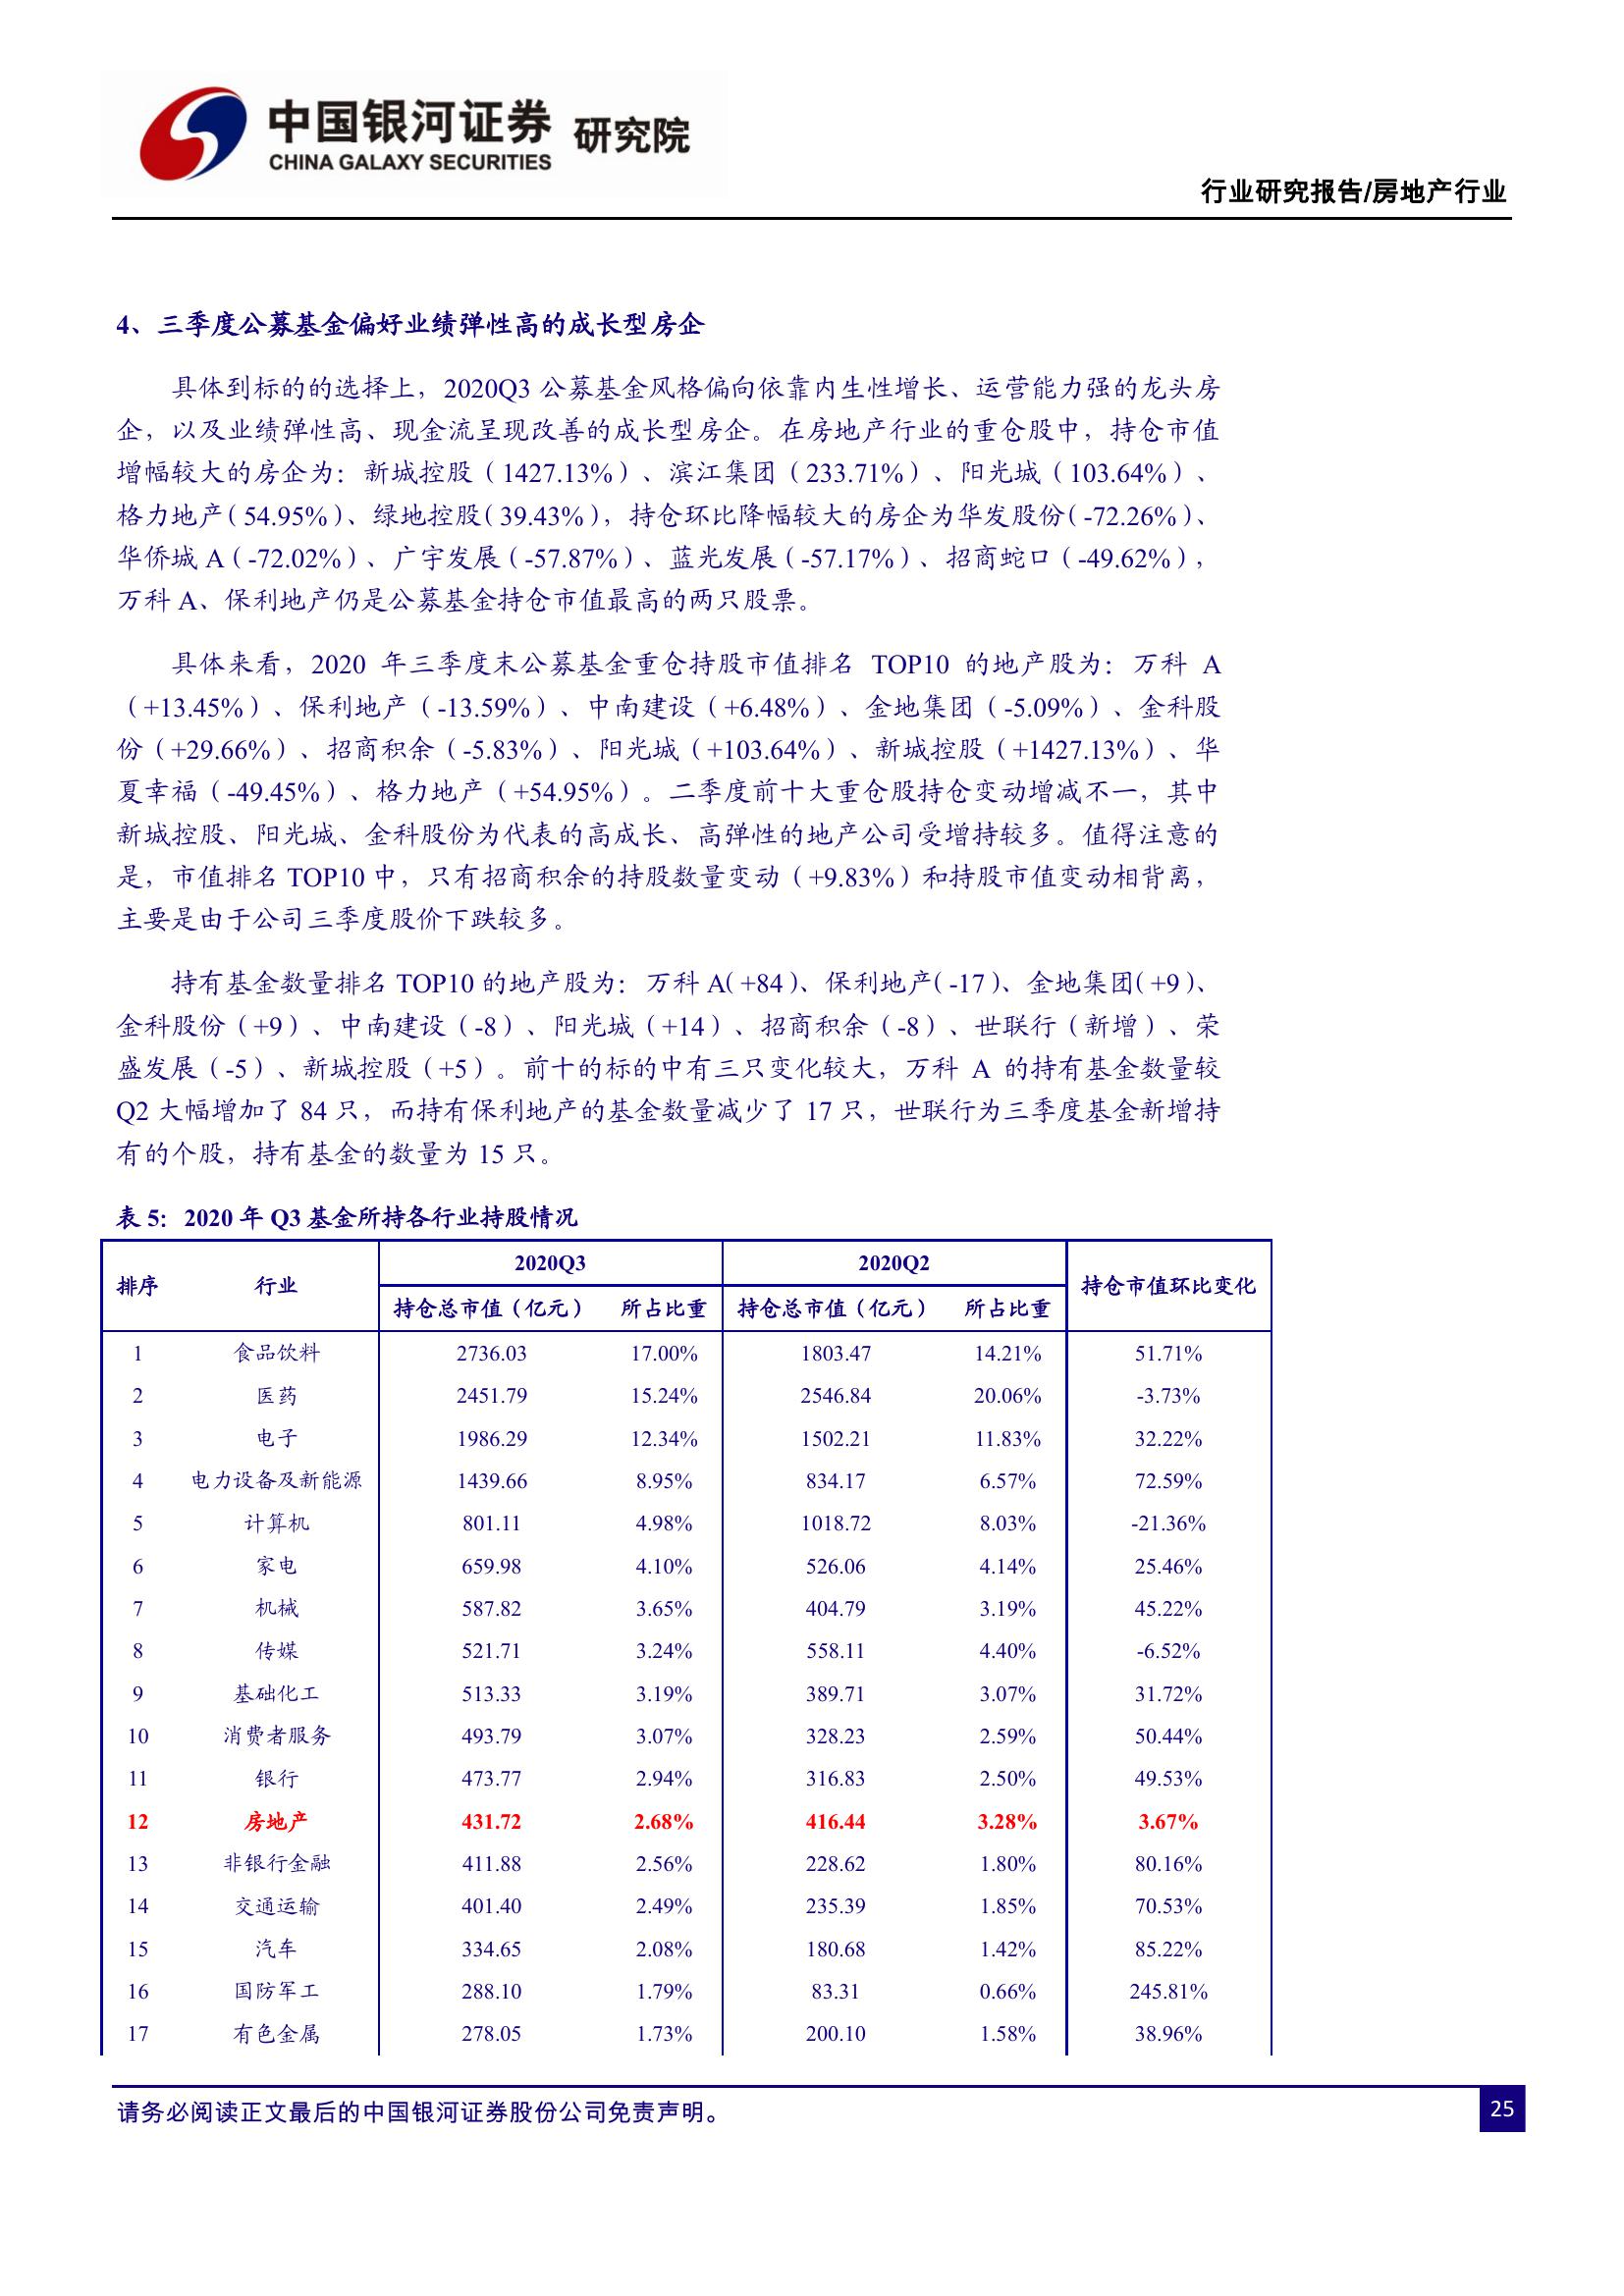 中国银河证券 研究院
CHINA GALAXY SECURITIES
行业研究报告/房地产行业
4、三季度公募基金偏好业绩弹性高的成长型房企
具体到标的的选择上，2020Q3 公募基金风格偏向依靠内生性增长、运营能力强的龙头房
企，以及业绩弹性高、现金流呈现改善的成长型房企。在房地产行业的重仓股中，持仓市值
增幅较大的房企为：新城控股（1427.13%）、滨江集团（233.71%）、阳光城（103.64%）、
格力地产（54.95%）、绿地控股（39.43%），持仓环比降幅较大的房企为华发股份（-72.26%）、
华侨城 A（-72.02%）、广宇发展（-57.87%）、蓝光发展（-57.17%）、招商蛇口（-49.62%），
万科 A、保利地产仍是公募基金持仓市值最高的两只股票。
具体来看，2020 年三季度末公募基金重仓持股市值排名 TOP10 的地产股为：万科 A
（+13.45%）、保利地产（-13.59%）、中南建设（+6.48%）、金地集团（-5.09%）、金科股
份（+29.66%）、招商积余（-5.83%）、阳光城（+103.64%）、新城控股（+1427.13%）、华
夏幸福（-49.45%）、格力地产（+54.95%）。二季度前十大重仓股持仓变动增减不一，其中
新城控股、阳光城、金科股份为代表的高成长、高弹性的地产公司受增持较多。值得注意的
是，市值排名 TOP10 中，只有招商积余的持股数量变动（+9.83%）和持股市值变动相背离，
主要是由于公司三季度股价下跌较多。
持有基金数量排名 TOP10 的地产股为：万科 A（+84）、保利地产（-17）、金地集团（+9）、
金科股份（+9）、中南建设（-8）、阳光城（+14）、招商积余（-8）、世联行（新增）、荣
盛发展（-5）、新城控股（+5）。前十的标的中有三只变化较大，万科 A 的持有基金数量较
Q2 大幅增加了 84 只，而持有保利地产的基金数量减少了 17 只，世联行为三季度基金新增持
有的个股，持有基金的数量为 15 只。
表 5：2020 年 Q3 基金所持各行业持股情况
排序 行业 2020Q3 2020Q2 持仓市值环比变化
持仓总市值（亿元） 所占比重 持仓总市值（亿元） 所占比重
1 食品饮料 2736.03 17.00% 1803.47 14.21% 51.71%
2 医药 2451.79 15.24% 2546.84 20.06% -3.73%
3 电子 1986.29 12.34% 1502.21 11.83% 32.22%
4 电力设备及新能源 1439.66 8.95% 834.17 6.57% 72.59%
5 计算机 801.11 4.98% 1018.72 8.03% -21.36%
6 家电 659.98 4.10% 526.06 4.14% 25.46%
7 机械 587.82 3.65% 404.79 3.19% 45.22%
8 传媒 521.71 3.24% 558.11 4.40% -6.52%
9 基础化工 513.33 3.19% 389.71 3.07% 31.72%
10 消费者服务 493.79 3.07% 328.23 2.59% 50.44%
11 银行 473.77 2.94% 316.83 2.50% 49.53%
12 房地产 431.72 2.68% 416.44 3.28% 3.67%
13 非银行金融 411.88 2.56% 228.62 1.80% 80.16%
14 交通运输 401.40 2.49% 235.39 1.85% 70.53%
15 汽车 334.65 2.08% 180.68 1.42% 85.22%
16 国防军工 288.10 1.79% 83.31 0.66% 245.81%
17 有色金属 278.05 1.73% 200.10 1.58% 38.96%
请务必阅读正文最后的中国银河证券股份公司免责声明。
25